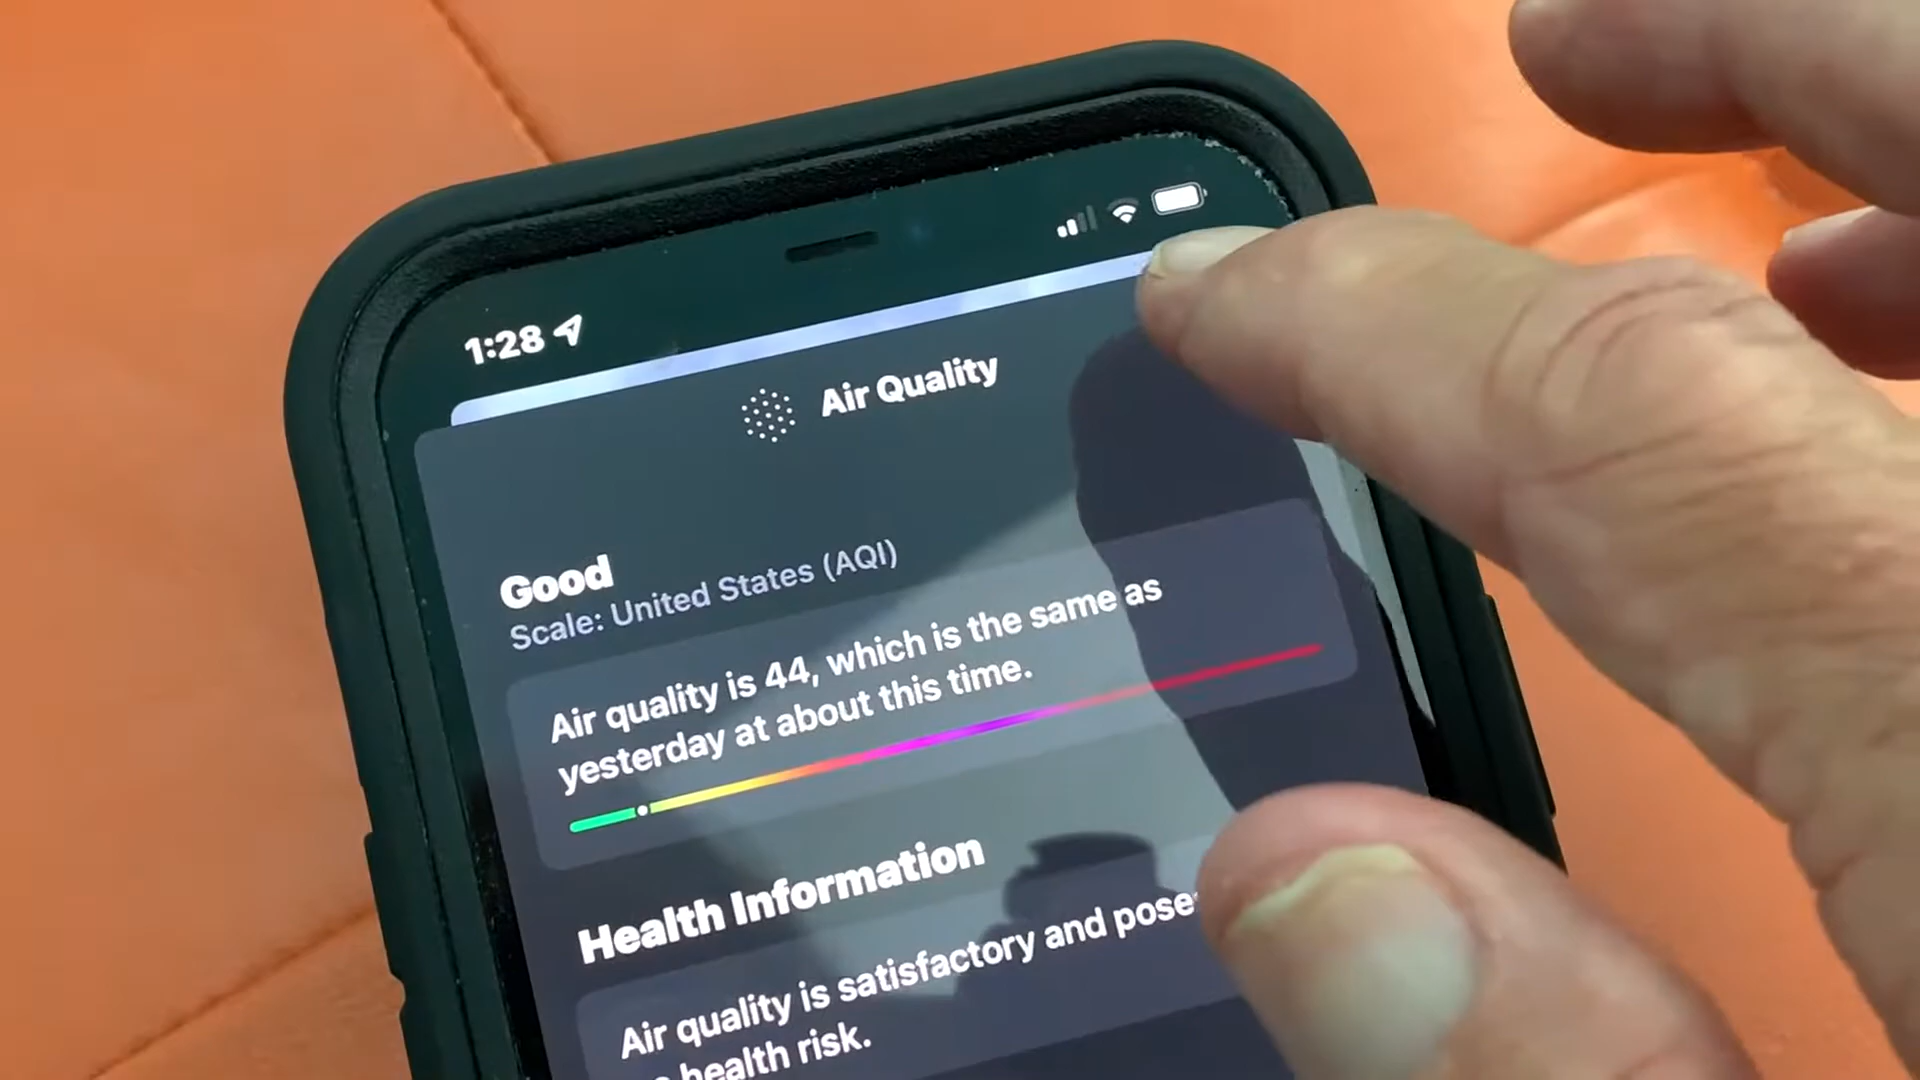 1:28
Air Quality
Good
Scale: United States (AQI)
Air quality is 44, which is the same as
yesterday at about this time.
Health Information
Air quality is satisfactory and poses
health risk.